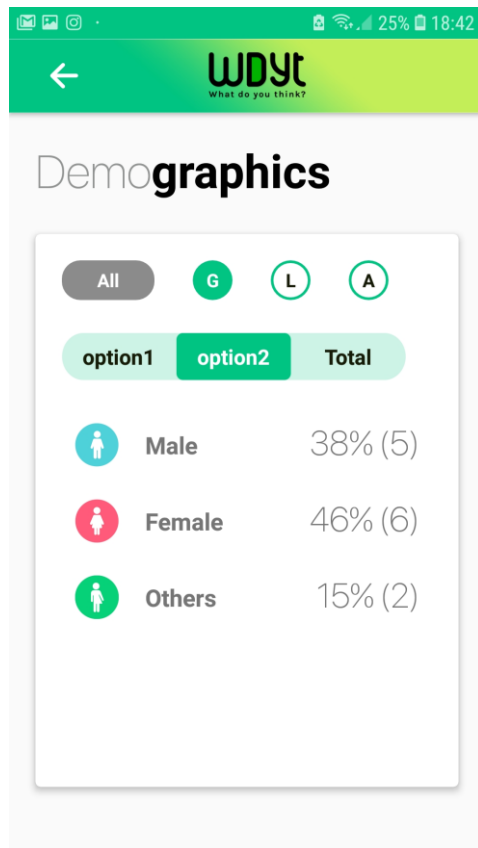 25% 18:42
WDYt
What do you think?
Demographics
All G L A
option1 option2 Total
Male 38% (5)
Female 46% (6)
Others 15% (2)